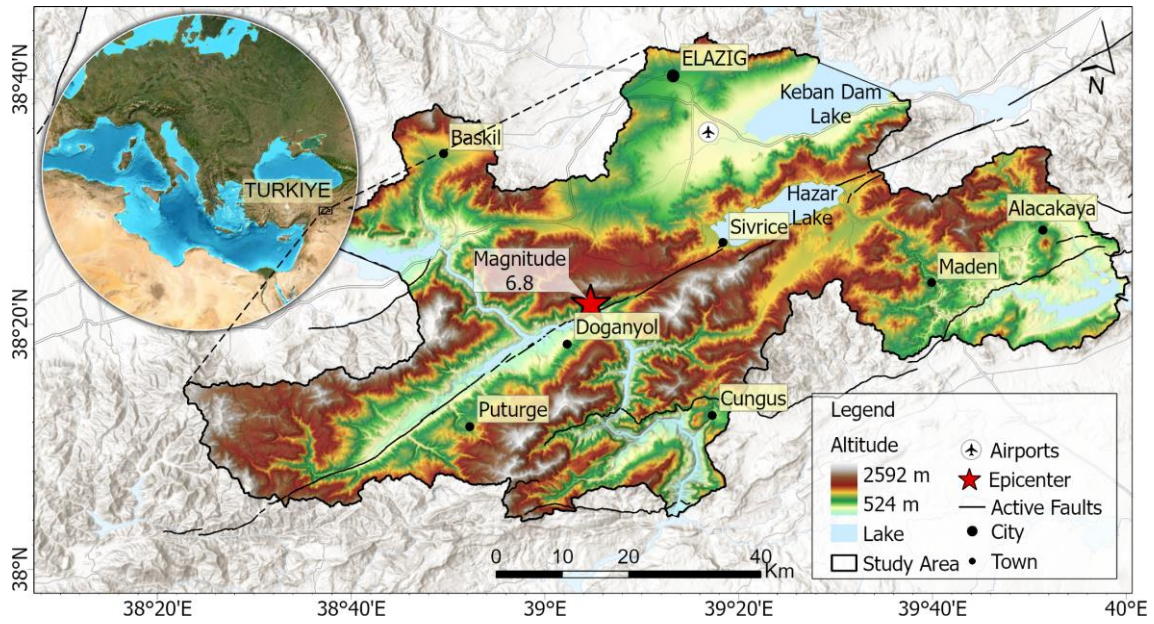 TURKIYE
N
ELAZIG
Keban Dam
Lake
Baskil
Hazar
Lake
Alacakaya
Sivrice
Maden
Magnitude
6.8
Doganyol
Puturge
Cungus
Legend
Altitude
2592 m
524 m
Lake
Study Area
Airports
Epicenter
Active Faults
City
Town
0 10 20 40
Km
38°40'N
38°20'N
38°N
38°20'E 38°40'E 39°E 39°20'E 39°40'E 40°E